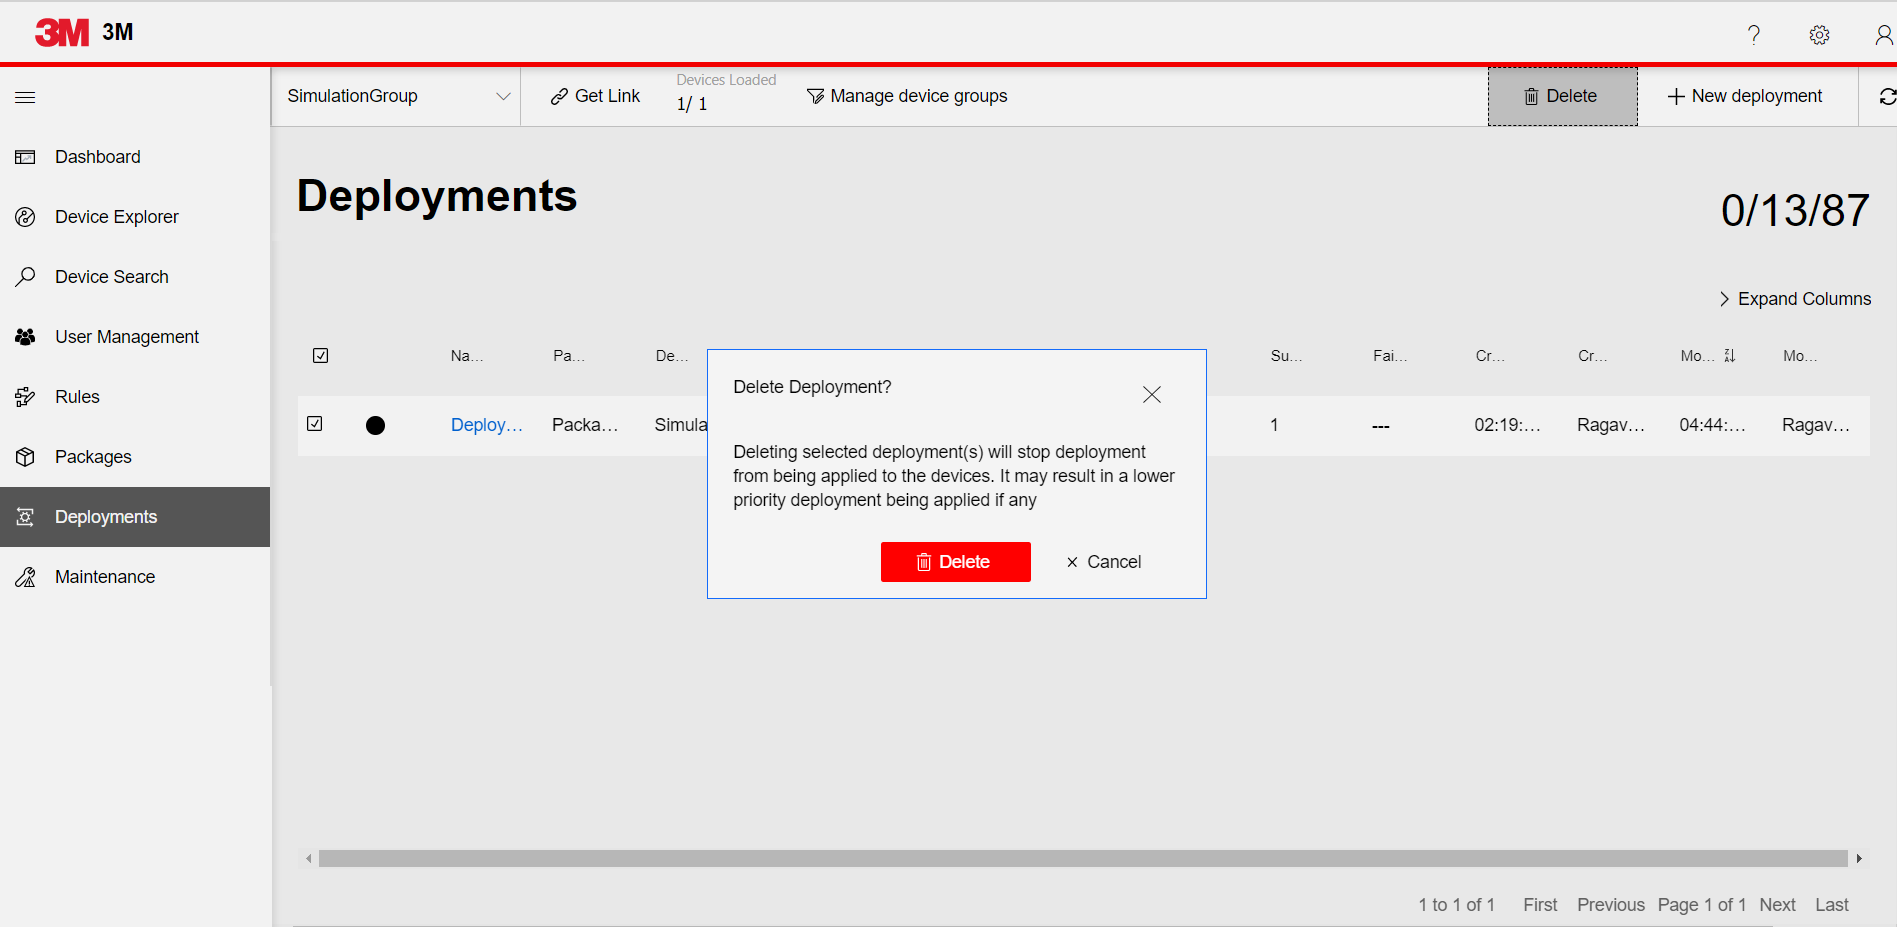 3M 3M
SimulationGroup
Get Link
Devices Loaded
1/ 1
Manage device groups
Delete
New deployment
Dashboard
Device Explorer
Device Search
User Management
Rules
Packages
Deployments
Maintenance
Deployments
0/13/87
Expand Columns
Na... Pa... De... Su... Fai... Cr... Cr... Mo... Mo...
Deploy... Packa... Simula 1 --- 02:19:... Ragav... 04:44:... Ragav...
Delete Deployment?
Deleting selected deployment(s) will stop deployment
from being applied to the devices. It may result in a lower
priority deployment being applied if any
Delete
Cancel
1 to 1 of 1 First Previous Page 1 of 1 Next Last